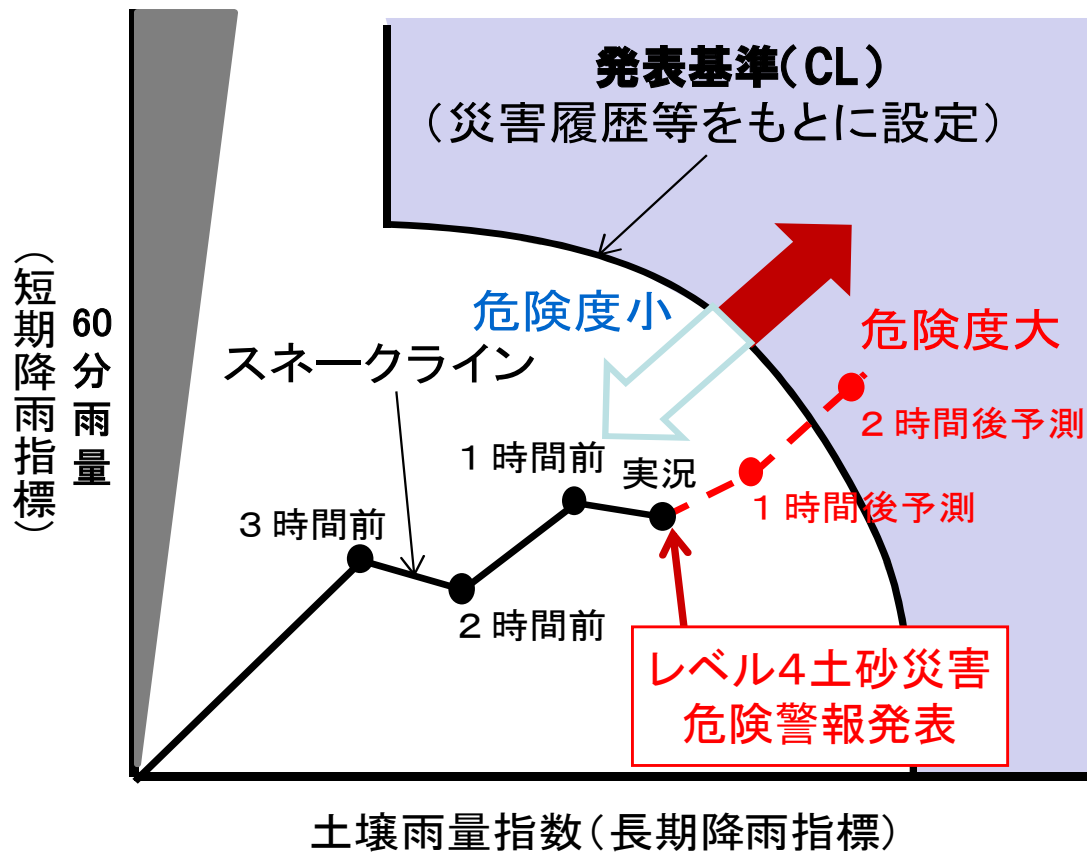 発表基準(CL)
(災害履歴等をもとに設定)
危険度小
危険度大
スネークライン
2時間後予測
1時間前
実況
1時間後予測
3時間前
2時間前
レベル4土砂災害
危険警報発表
60分雨量
(短期降雨指標)
土壌雨量指数(長期降雨指標)